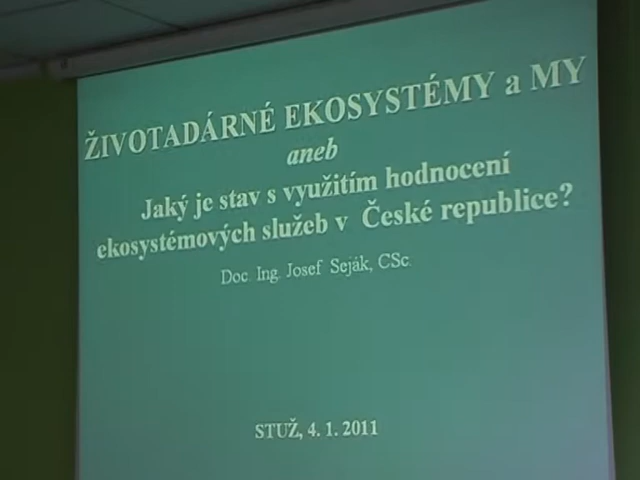 ŽIVOTADÁRNÉ EKOSYSTÉMY a MY
aneb
Jaký je stav s využitím hodnocení
ekosystémových služeb v České republice?
Doc. Ing. Josef Seják, CSc.
STUŽ, 4. 1. 2011